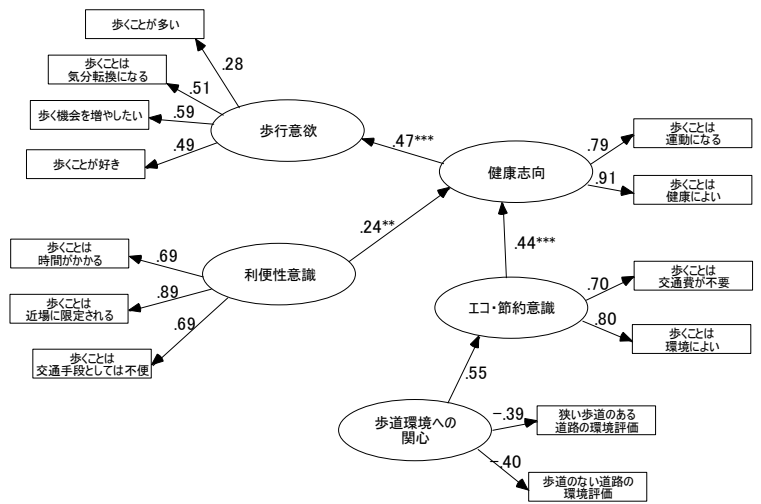 歩くことが多い
.28
歩くことは
気分転換になる
.51
歩く機会を増やしたい
.59
歩行意欲
歩くことが好き
.49
.47***
健康志向
.79
歩くことは
運動になる
.91
歩くことは
健康によい
.24**
.44***
歩くことは
時間がかかる
.69
利便性意識
歩くことは
近場に限定される
.89
歩くことは
交通手段としては不便
.69
エコ・節約意識
.70
歩くことは
交通費が不要
.80
歩くことは
環境によい
.55
歩道環境への
関心
-.39
狭い歩道のある
道路の環境評価
-.40
歩道のない道路の
環境評価